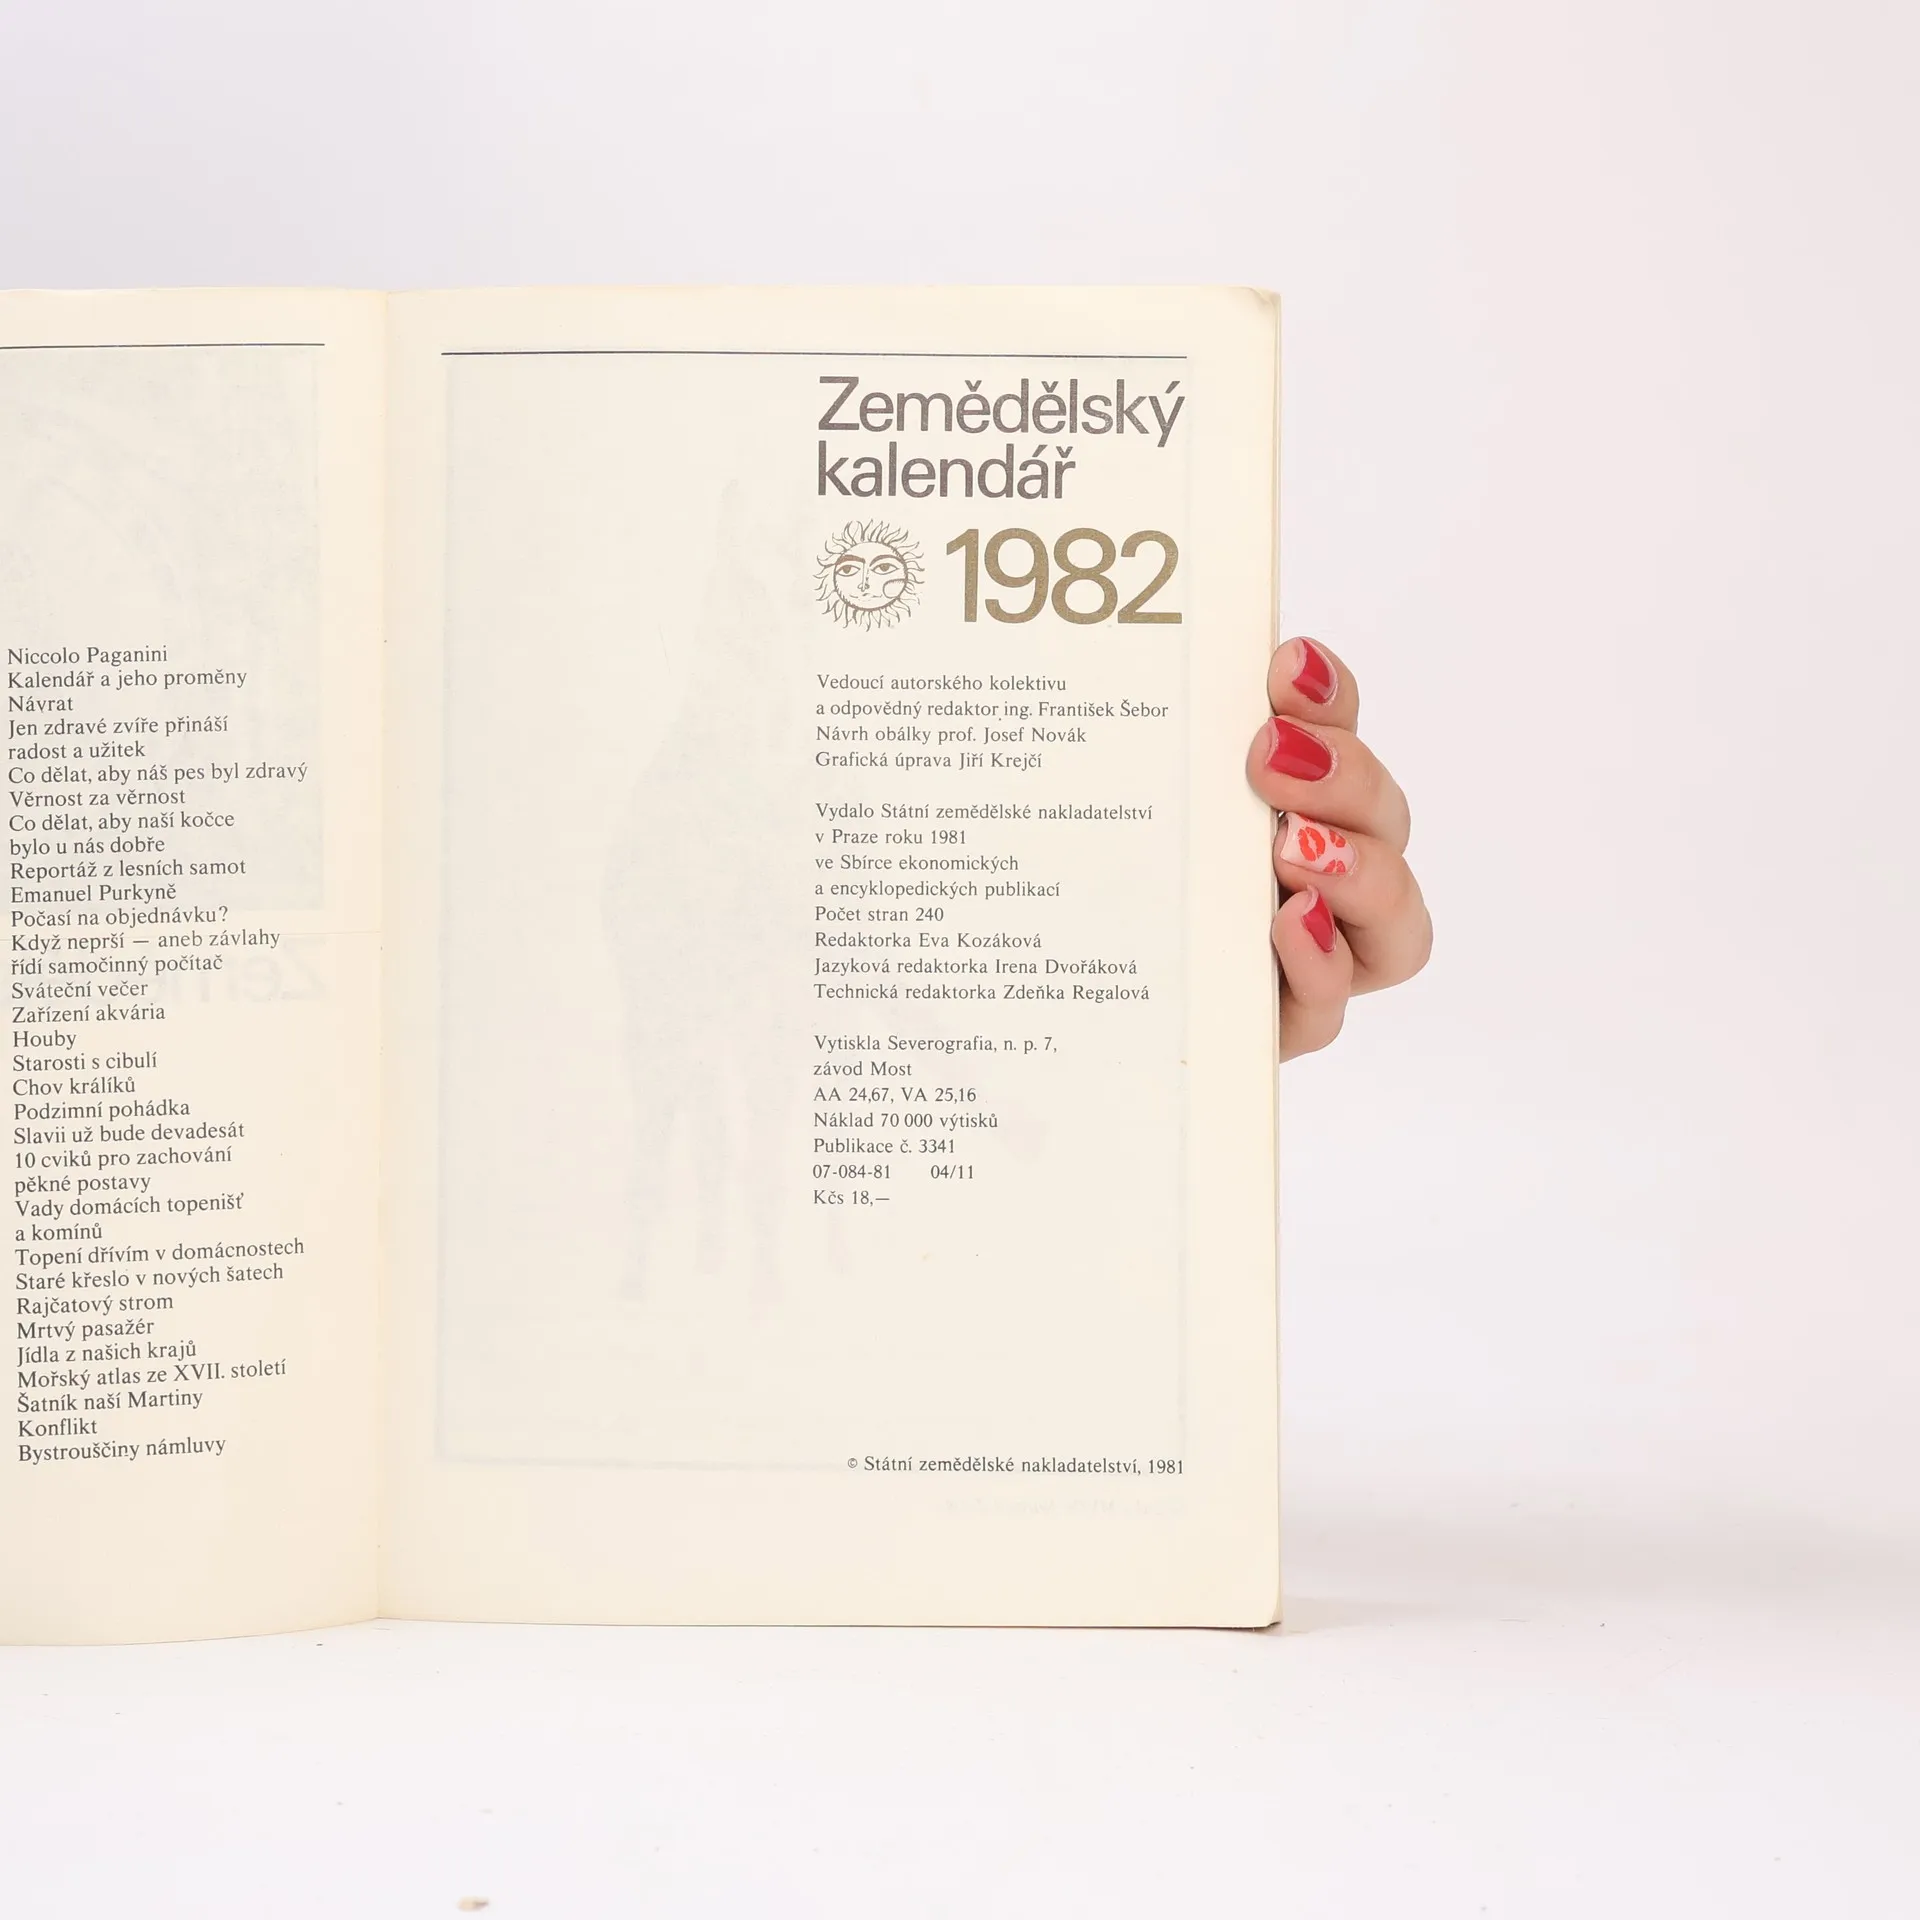 Niccolo Paganini
Kalendář a jeho proměny
Návrat
Jen zdravé zvíře přináší
radost a užitek
Co dělat, aby náš pes byl zdravý
Věrnost za věrnost
Co dělat, aby naší kočce
bylo u nás dobře
Reportáž z lesních samot
Emanuel Purkyně
Počasí na objednávku?
Když neprší — aneb závlahy
řídí samočinný počítač
Sváteční večer
Zařízení akvária
Houby
Starosti s cibulí
Chov králíků
Podzimní pohádka
Slavii už bude devadesát
10 cviků pro zachování
pěkné postavy
Vady domácích topenišť
a komínů
Topení dřívím v domácnostech
Staré křeslo v nových šatech
Rajčatový strom
Mrtvý pasažér
Jídla z našich krajů
Mořský atlas ze XVII. století
Šatník naší Martiny
Konflikt
Bystrouščiny námluvy
Zemědělský
kalendář
1982
Vedoucí autorského kolektivu
a odpovědný redaktor ing. František Šebor
Návrh obálky prof. Josef Novák
Grafická úprava Jiří Krejčí
Vydalo Státní zemědělské nakladatelství
v Praze roku 1981
ve Sbírce ekonomických
a encyklopedických publikací
Počet stran 240
Redaktorka Eva Kozáková
Jazyková redaktorka Irena Dvořáková
Technická redaktorka Zdeňka Regalová
Vytiskla Severografia, n. p. 7,
závod Most
AA 24,67, VA 25,16
Náklad 70 000 výtisků
Publikace č. 3341
07-084-81 04/11
Kčs 18,—
© Státní zemědělské nakladatelství, 1981